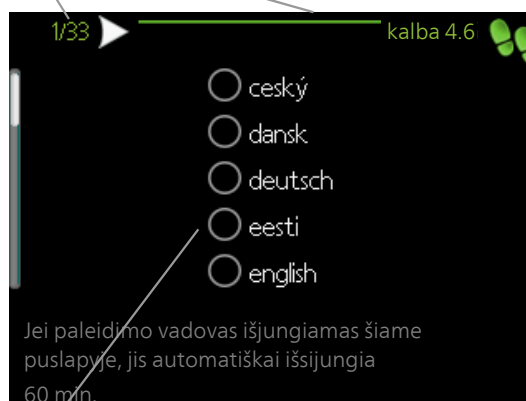 1/33
kalba 4.6
ceský
dansk
deutsch
eesti
english
Jei paleidimo vadovas išjungiamas šiame
puslapyje, jis automatiškai išsijungia
60 min.